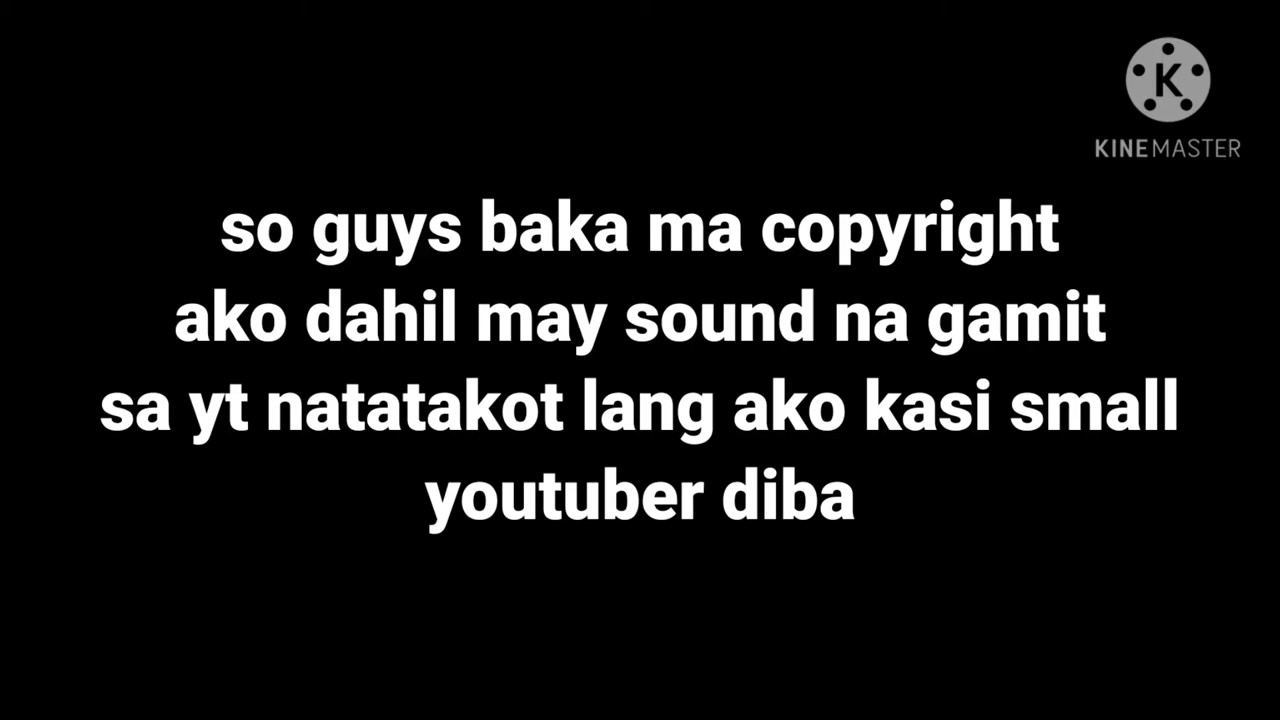 K
KINEMASTER
so guys baka ma copyright
ako dahil may sound na gamit
sa yt natatakot lang ako kasi small
youtuber diba